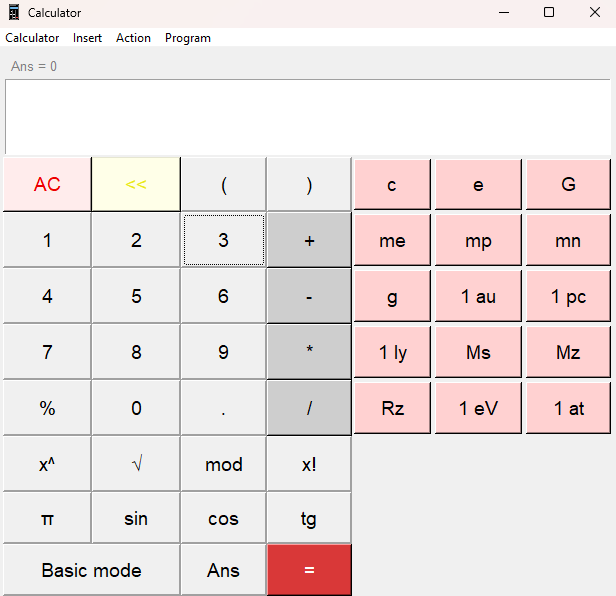 Calculator
Calculator Insert Action Program
Ans = 0
AC << ( ) c e G
1 2 3 + me mp mn
4 5 6 - g 1 au 1 pc
7 8 9 * 1 ly Ms Mz
% 0 . / Rz 1 eV 1 at
x^ √ mod x!
π sin cos tg
Basic mode Ans =